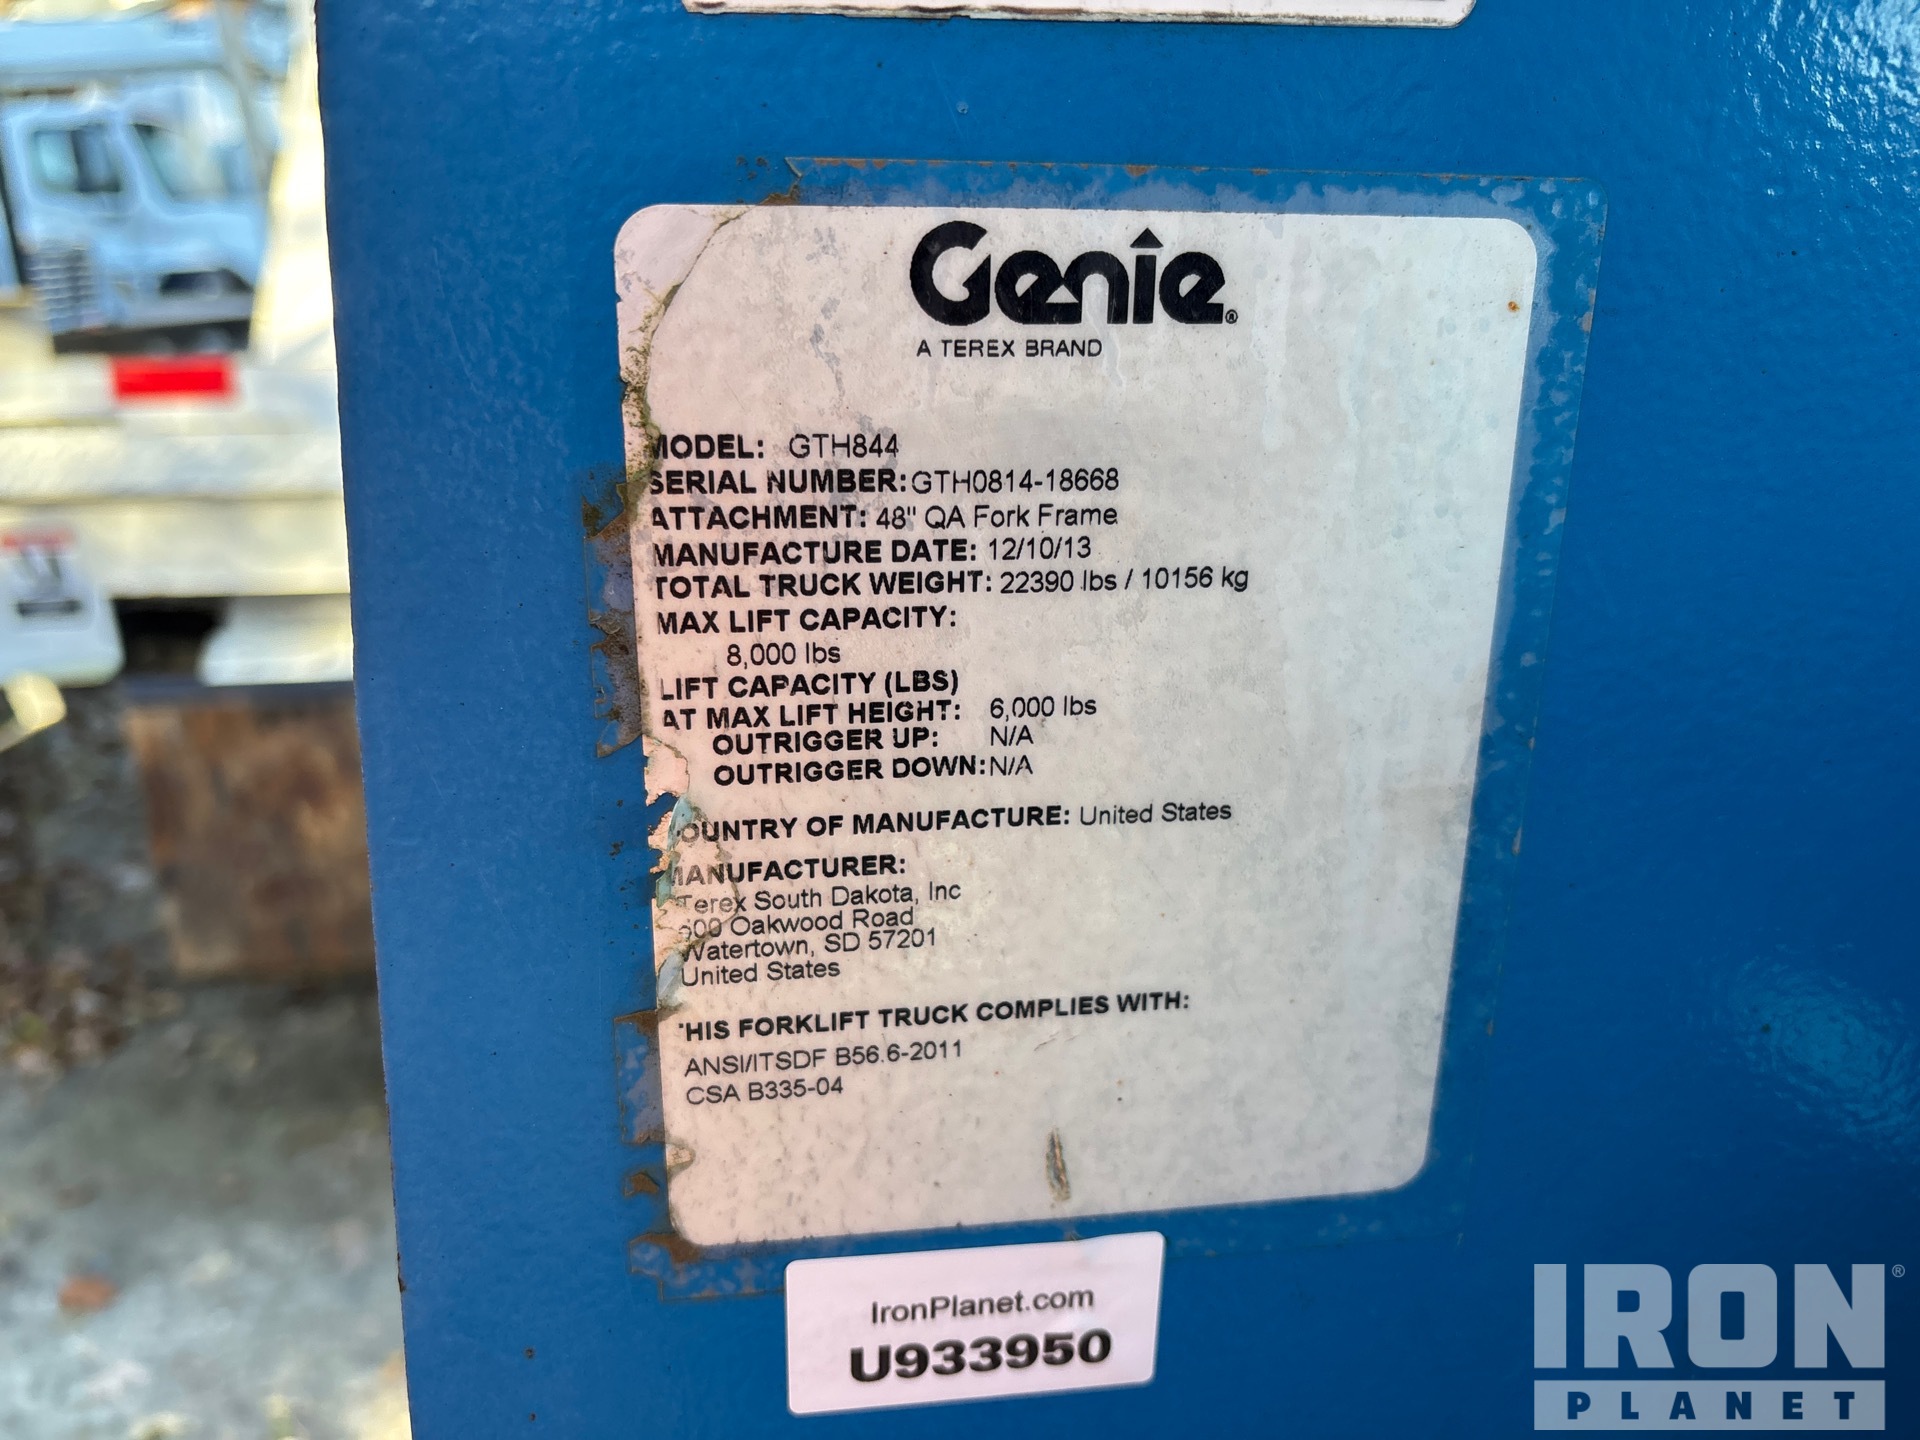 Genie®
A TEREX BRAND
MODEL: GTH844
SERIAL NUMBER: GTH0814-18668
ATTACHMENT: 48" QA Fork Frame
MANUFACTURE DATE: 12/10/13
TOTAL TRUCK WEIGHT: 22390 lbs / 10156 kg
MAX LIFT CAPACITY:
8,000 lbs
LIFT CAPACITY (LBS)
AT MAX LIFT HEIGHT: 6,000 lbs
OUTRIGGER UP: N/A
OUTRIGGER DOWN: N/A
COUNTRY OF MANUFACTURE: United States
MANUFACTURER:
Terex South Dakota, Inc
Oakwood Road
Watertown, SD 57201
United States
THIS FORKLIFT TRUCK COMPLIES WITH:
ANSI/ITSDF B56.6-2011
CSA B335-04
IronPlanet.com
U933950
IRON®
PLANET